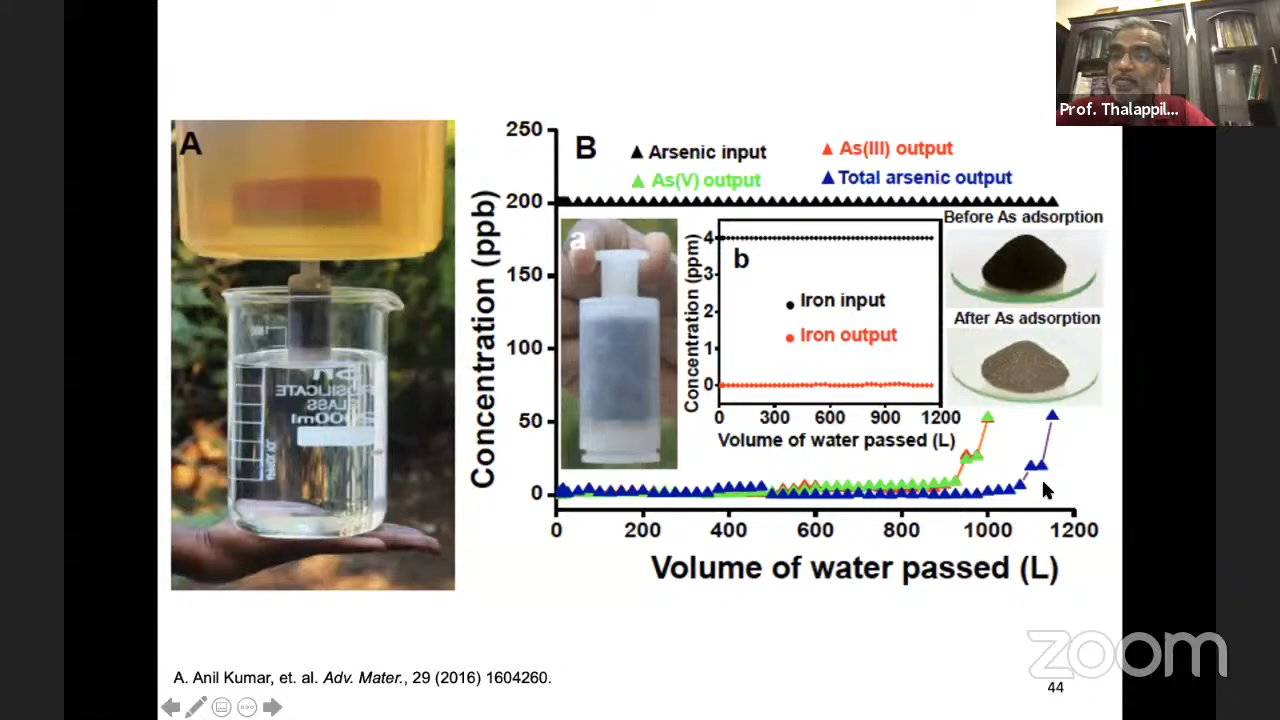 Prof. Thalappil...
A
B
Arsenic input
As(III) output
As(V) output
Total arsenic output
Concentration (ppb)
250
200
150
100
50
0
0 200 400 600 800 1000 1200
Volume of water passed (L)
a
b
Concentration (ppm)
4
3
2
1
0
Iron input
Iron output
0 300 600 900 1200
Volume of water passed (L)
Before As adsorption
After As adsorption
A. Anil Kumar, et. al. Adv. Mater., 29 (2016) 1604260.
44
zoom